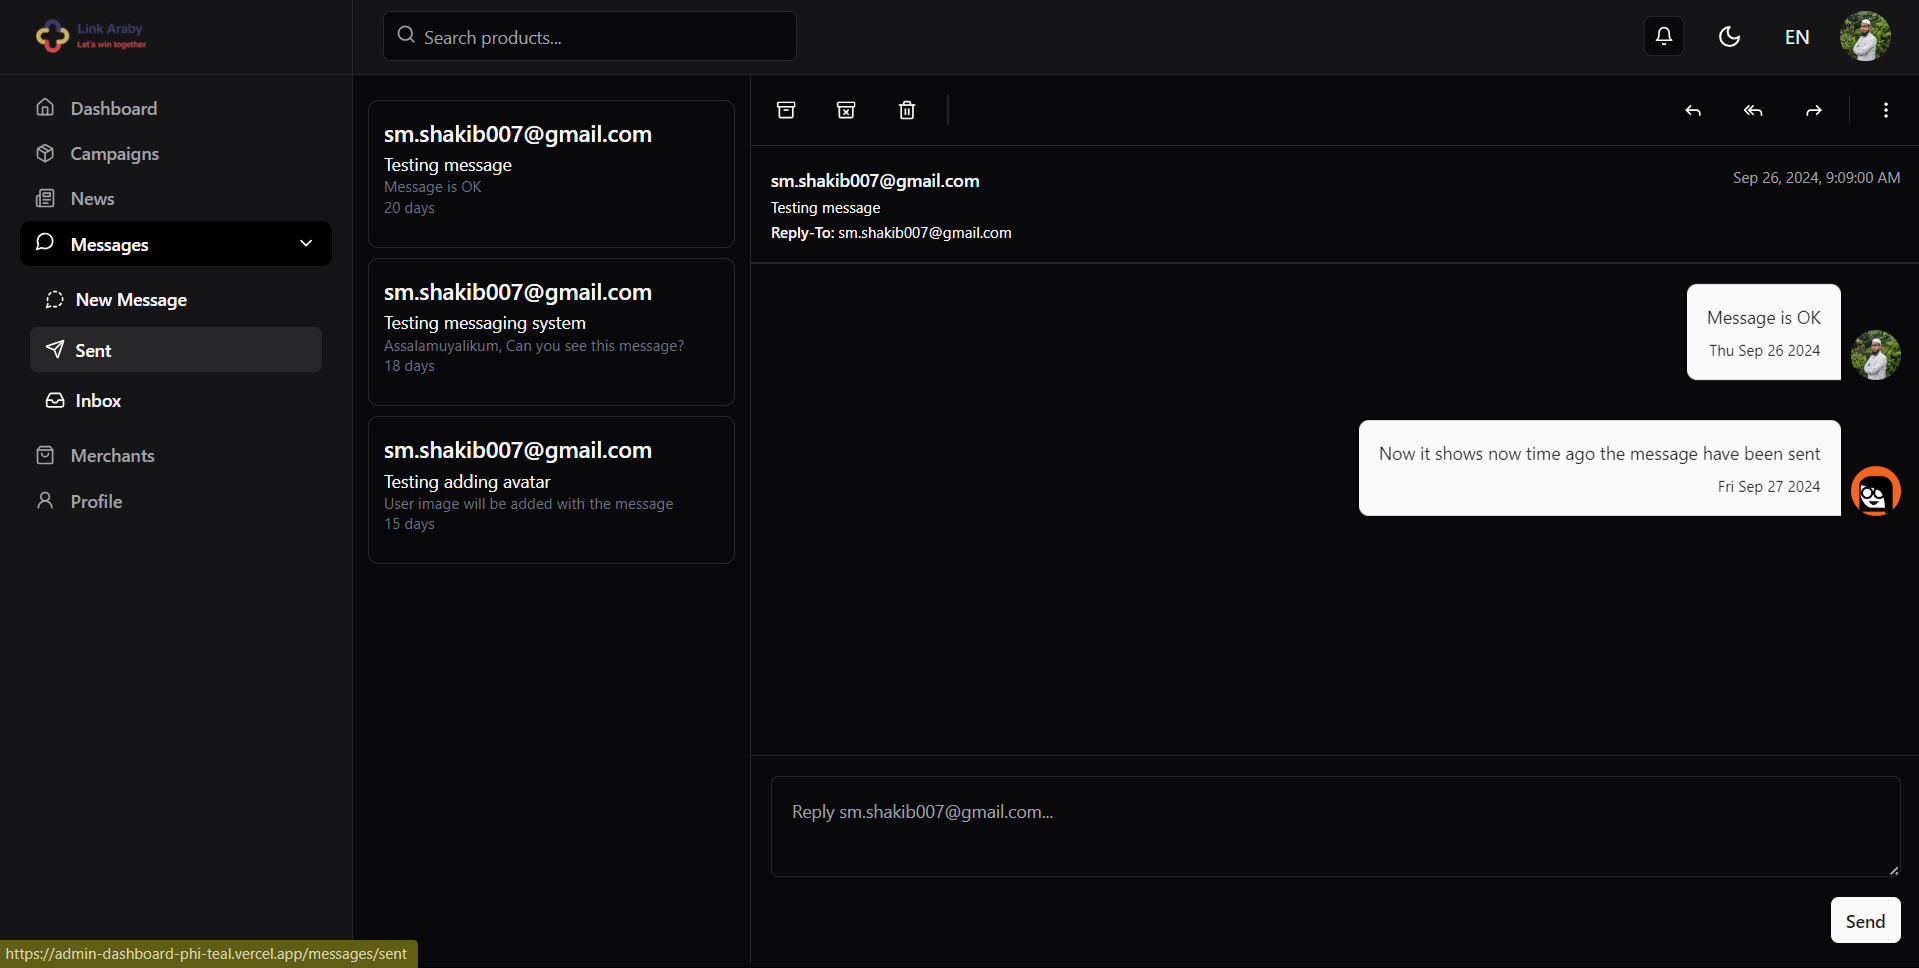 Link Araby
Let's win together
Search products...
EN
Dashboard
Campaigns
News
Messages
New Message
Sent
Inbox
Merchants
Profile
sm.shakib007@gmail.com
Testing message
Message is OK
20 days
sm.shakib007@gmail.com
Testing messaging system
Assalamuyalikum, Can you see this message?
18 days
sm.shakib007@gmail.com
Testing adding avatar
User image will be added with the message
15 days
sm.shakib007@gmail.com
Sep 26, 2024, 9:09:00 AM
Testing message
Reply-To: sm.shakib007@gmail.com
Message is OK
Thu Sep 26 2024
Now it shows now time ago the message have been sent
Fri Sep 27 2024
Reply sm.shakib007@gmail.com...
Send
https://admin-dashboard-phi-teal.vercel.app/messages/sent